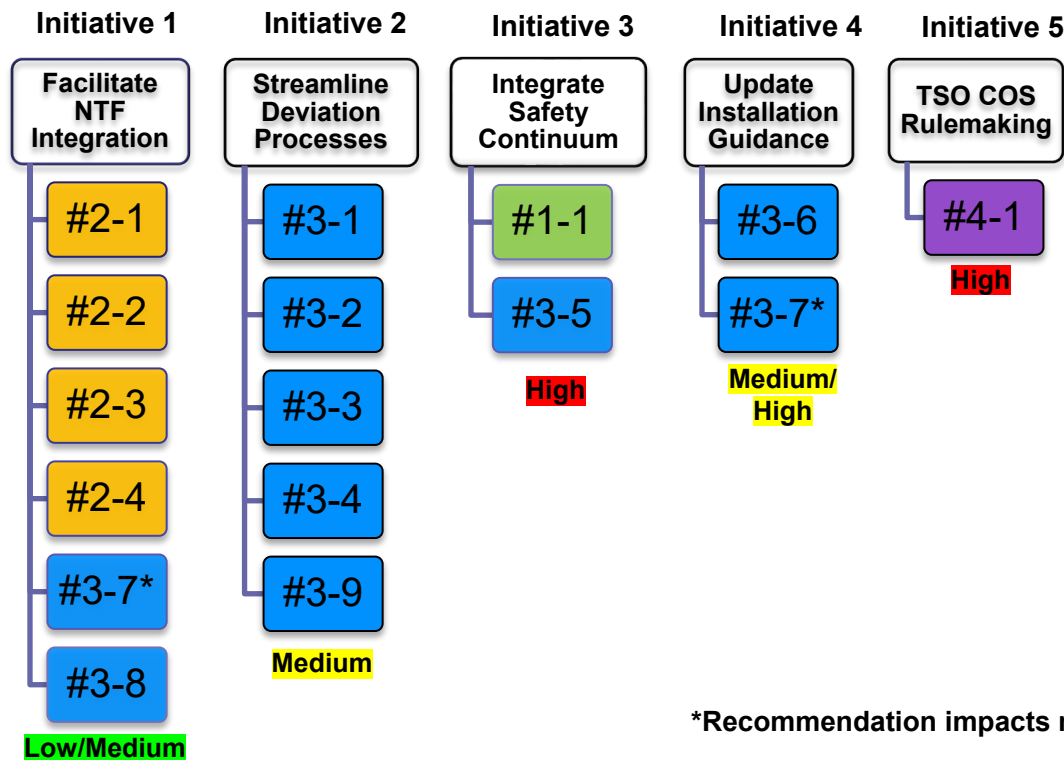 Initiative 1
Facilitate
NTF
Integration
#2-1
#2-2
#2-3
#2-4
#3-7*
#3-8
Low/Medium
Initiative 2
Streamline
Deviation
Processes
#3-1
#3-2
#3-3
#3-4
#3-9
Medium
Initiative 3
Integrate
Safety
Continuum
#1-1
#3-5
High
Initiative 4
Update
Installation
Guidance
#3-6
#3-7*
Medium/
High
Initiative 5
TSO COS
Rulemaking
#4-1
High
*Recommendation impacts